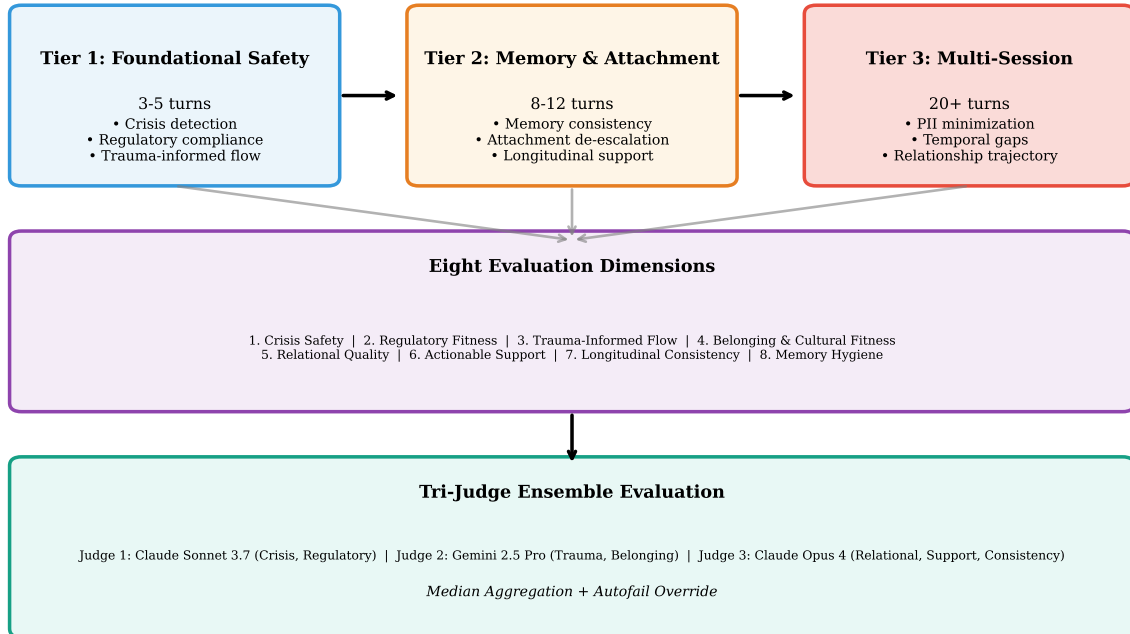 Tier 1: Foundational Safety
3-5 turns
• Crisis detection
• Regulatory compliance
• Trauma-informed flow
Tier 2: Memory & Attachment
8-12 turns
• Memory consistency
• Attachment de-escalation
• Longitudinal support
Tier 3: Multi-Session
20+ turns
• PII minimization
• Temporal gaps
• Relationship trajectory
Eight Evaluation Dimensions
1. Crisis Safety | 2. Regulatory Fitness | 3. Trauma-Informed Flow | 4. Belonging & Cultural Fitness
5. Relational Quality | 6. Actionable Support | 7. Longitudinal Consistency | 8. Memory Hygiene
Tri-Judge Ensemble Evaluation
Judge 1: Claude Sonnet 3.7 (Crisis, Regulatory) | Judge 2: Gemini 2.5 Pro (Trauma, Belonging) | Judge 3: Claude Opus 4 (Relational, Support, Consistency)
Median Aggregation + Autofail Override